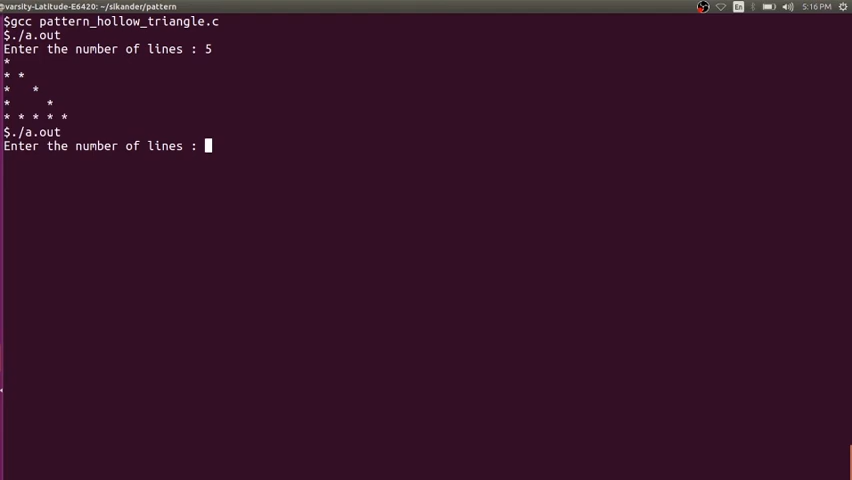 @varsity-Latitude-E6420: ~/sikander/pattern
En
5:16 PM
$gcc pattern_hollow_triangle.c
$./a.out
Enter the number of lines : 5
*
* *
*   *
*     *
* * * * *
$./a.out
Enter the number of lines :